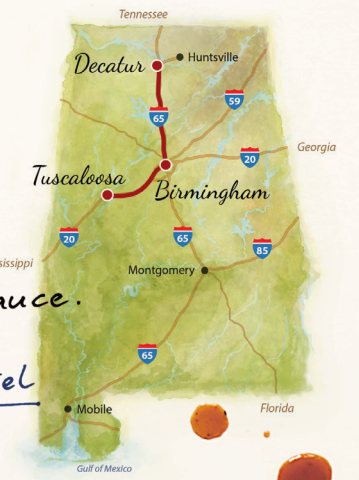 Tennessee
Decatur
Huntsville
59
65
Georgia
20
Tuscaloosa
Birmingham
20
65
85
Montgomery
65
Mobile
Florida
Gulf of Mexico